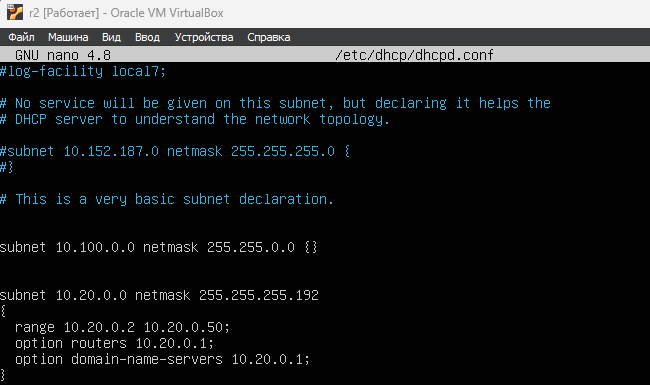 r2 [Работает] - Oracle VM VirtualBox
Файл Машина Вид Ввод Устройства Справка
GNU nano 4.8 /etc/dhcp/dhcpd.conf
#log-facility local7;
# No service will be given on this subnet, but declaring it helps the
# DHCP server to understand the network topology.
#subnet 10.152.187.0 netmask 255.255.255.0 {
#}
# This is a very basic subnet declaration.
subnet 10.100.0.0 netmask 255.255.0.0 {}
subnet 10.20.0.0 netmask 255.255.255.192
{
range 10.20.0.2 10.20.0.50;
option routers 10.20.0.1;
option domain-name-servers 10.20.0.1;
}